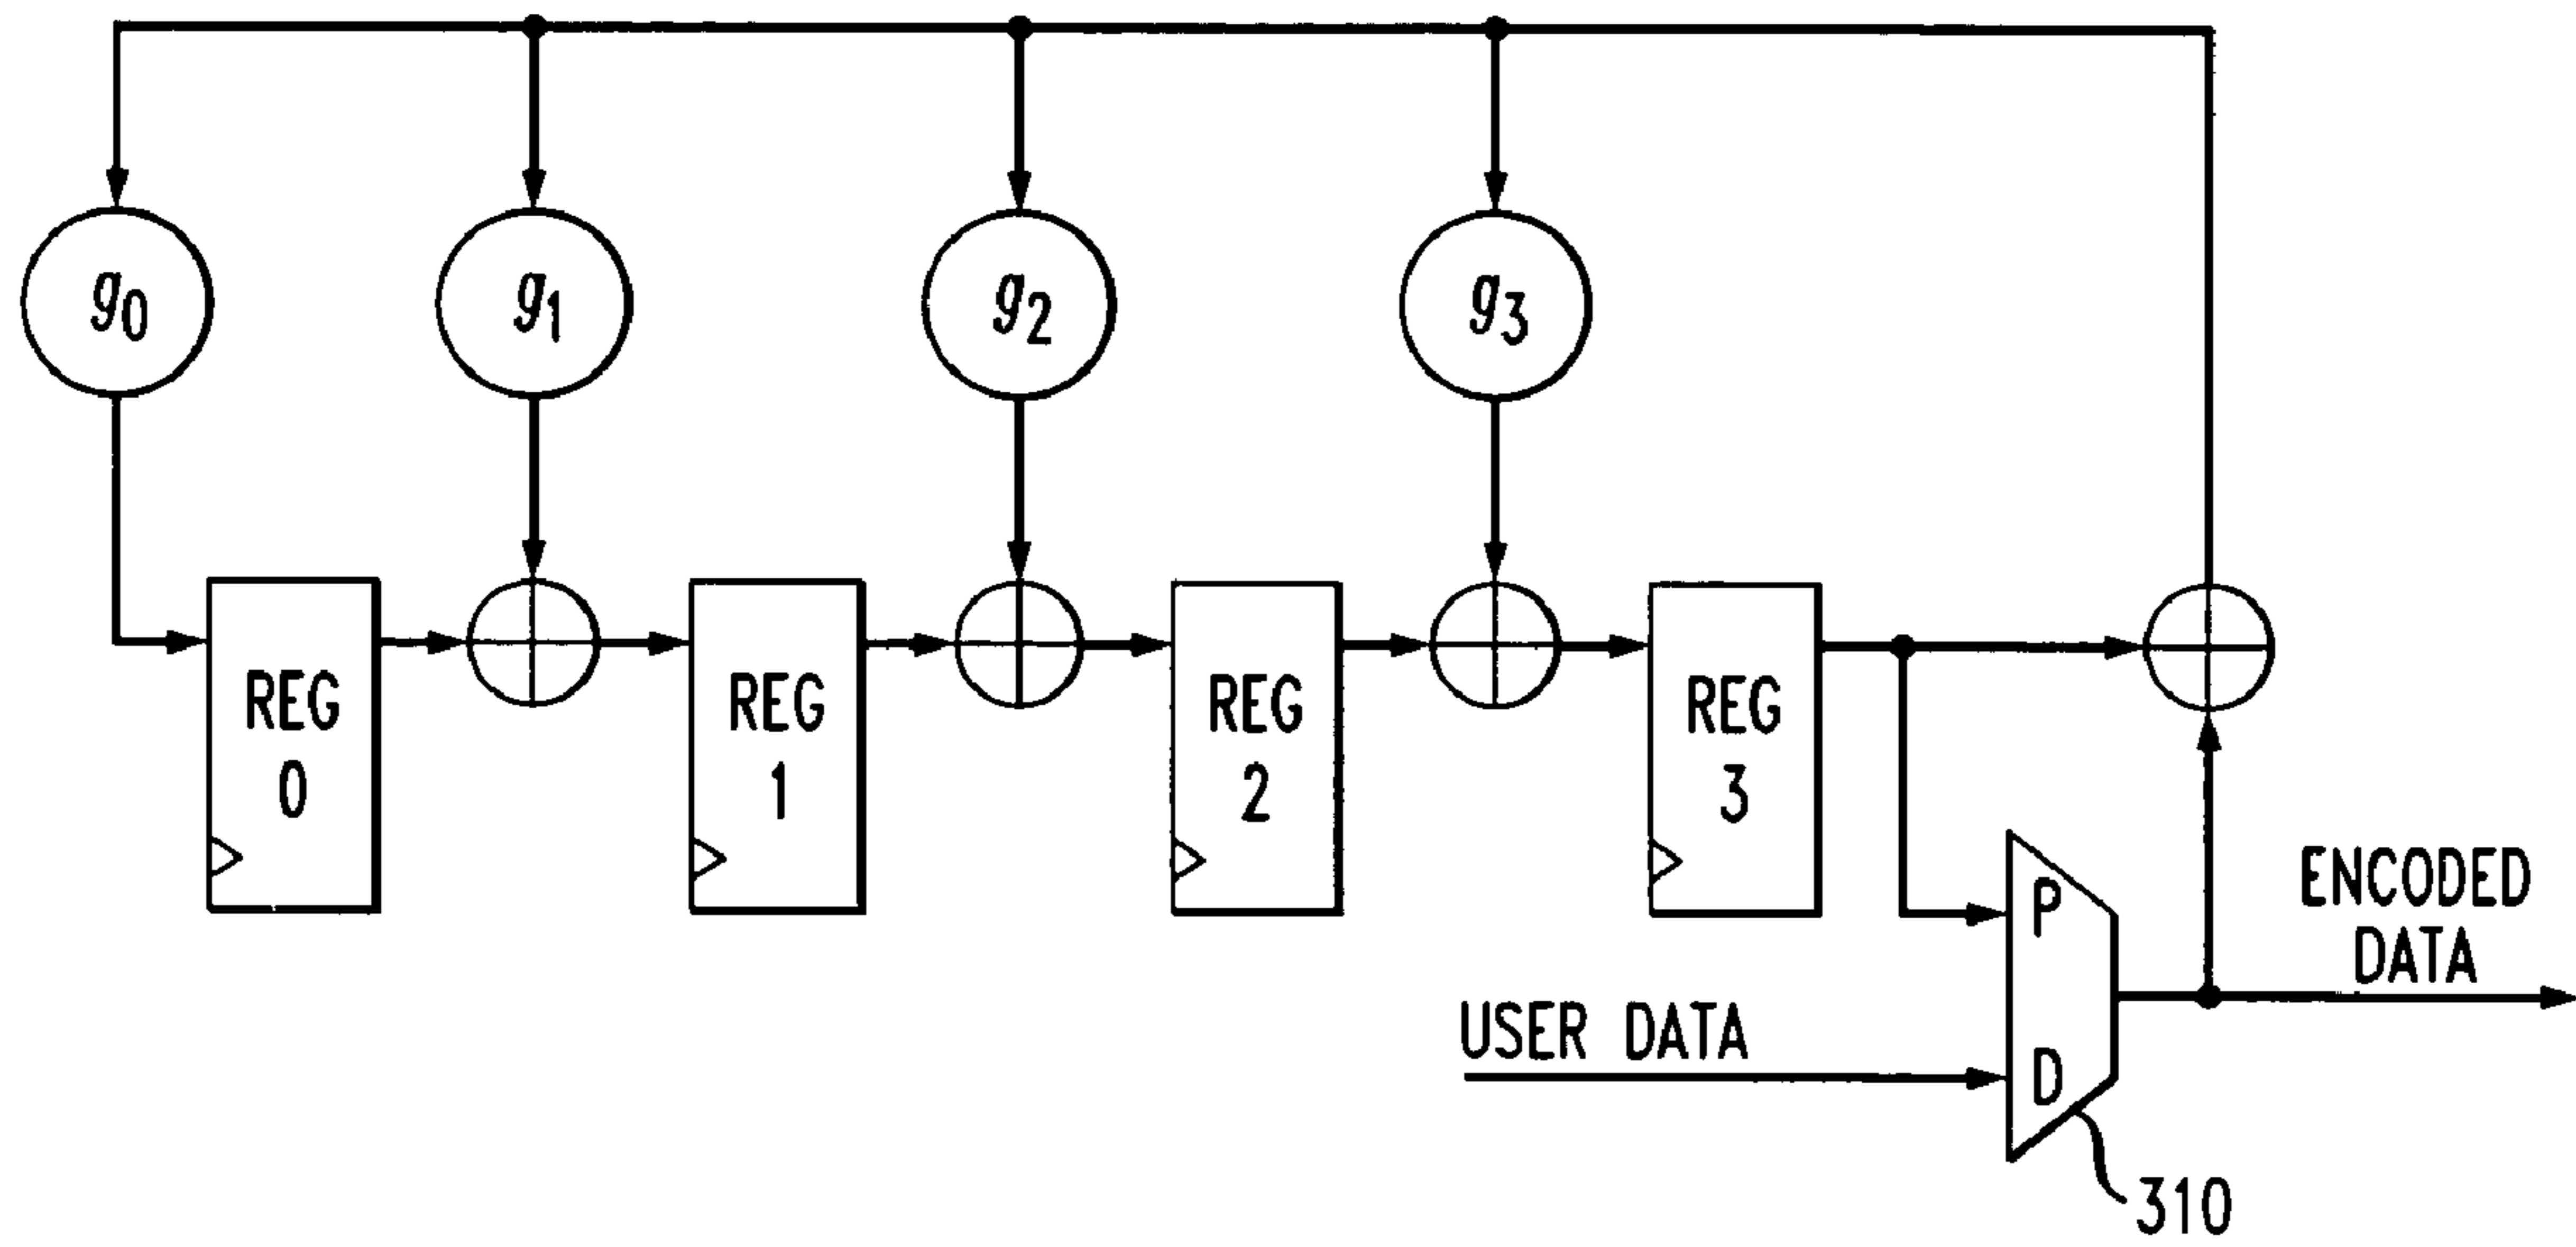 g0
g1
g2
g3
REG
0
REG
1
REG
2
REG
3
P
D
USER DATA
ENCODED
DATA
310